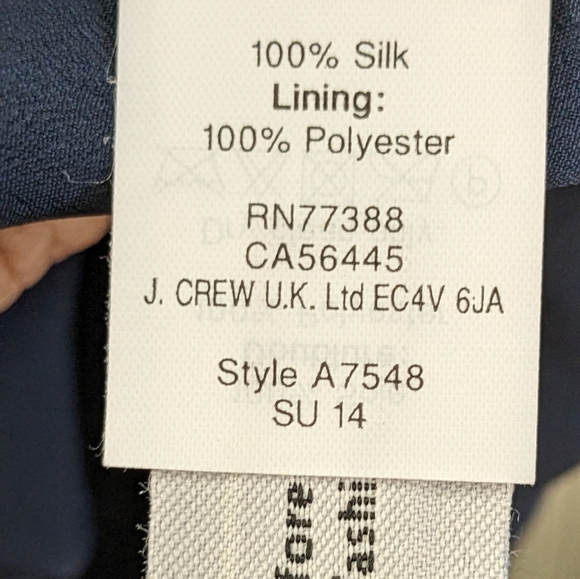 100% Silk
Lining:
100% Polyester
RN77388
CA56445
J. CREW U.K. Ltd EC4V 6JA
Style A7548
SU 14